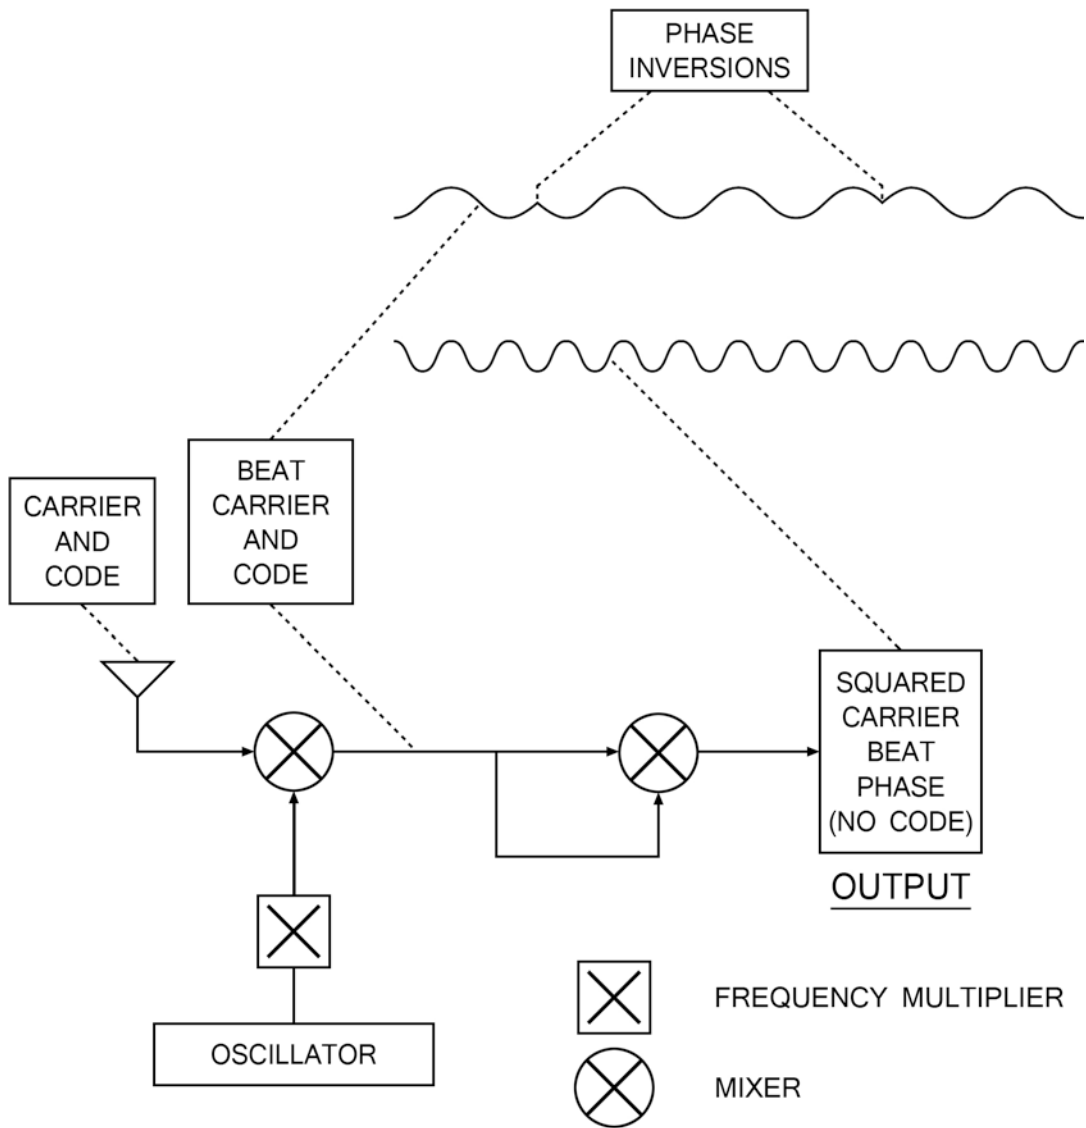 PHASE
INVERSIONS
BEAT
CARRIER
AND
CODE
CARRIER
AND
CODE
SQUARED
CARRIER
BEAT
PHASE
(NO CODE)
OUTPUT
FREQUENCY MULTIPLIER
OSCILLATOR
MIXER